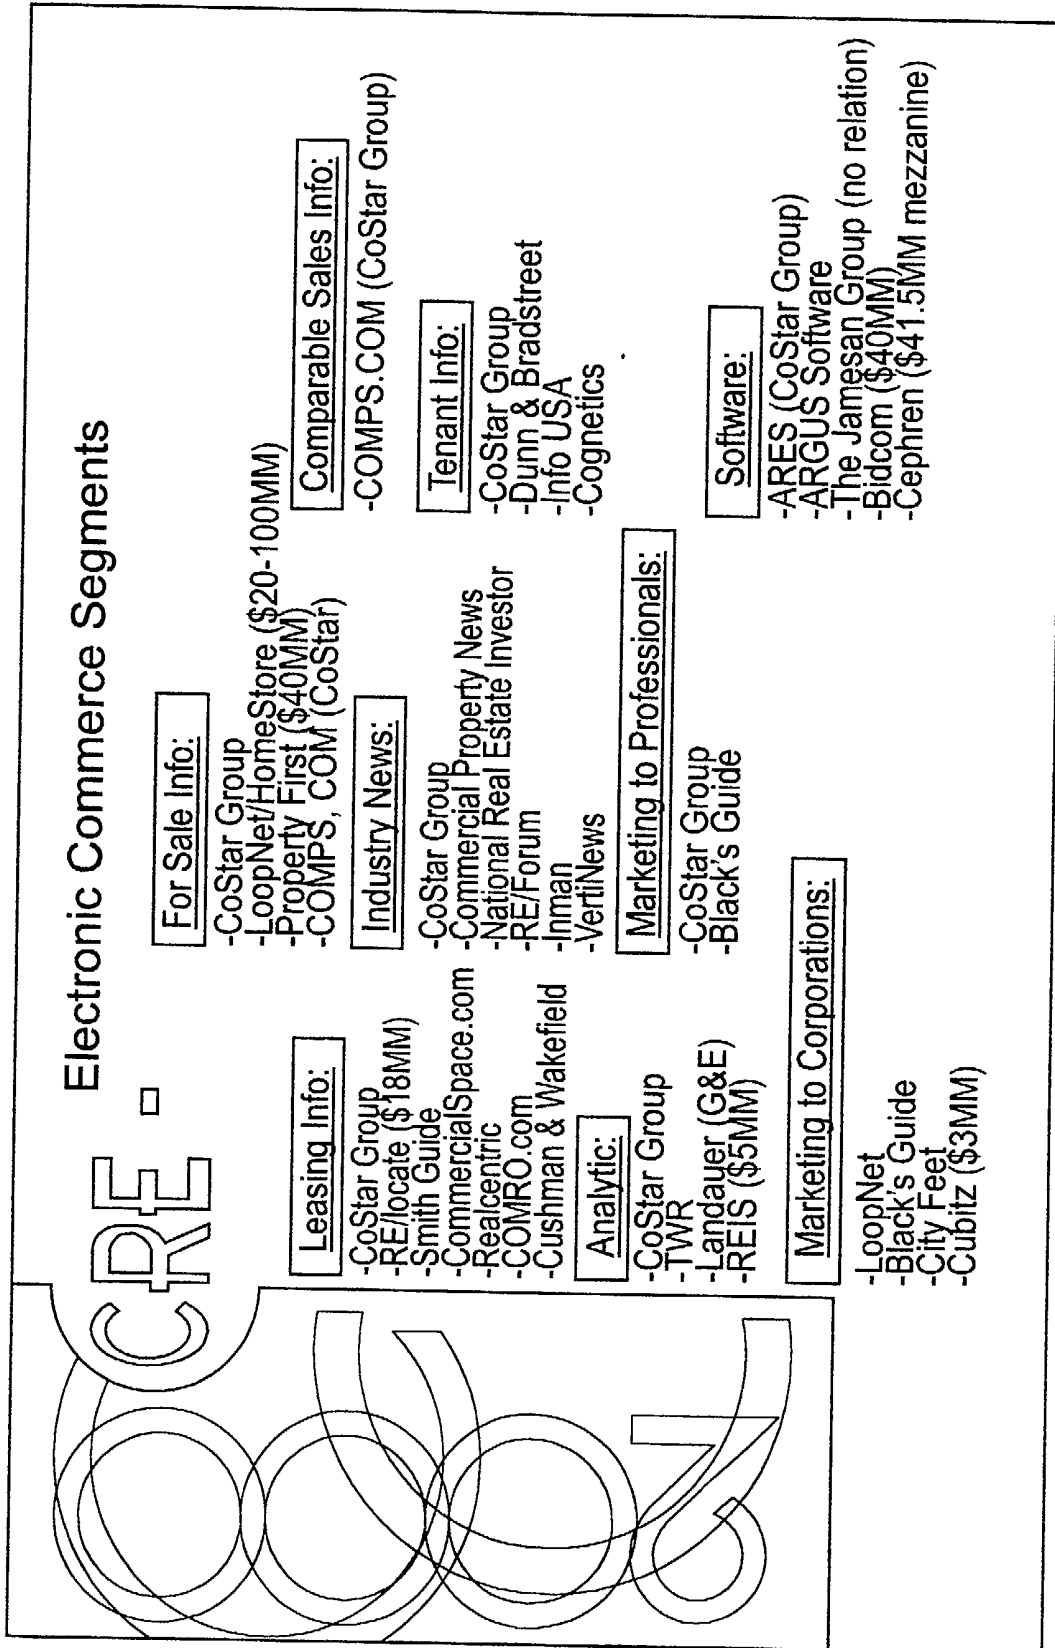 CRE - Electronic Commerce Segments
Leasing Info:
-CoStar Group
-RE/locate ($18MM)
-Smith Guide
-CommercialSpace.com
-Realcentric
-COMRO.com
-Cushman & Wakefield
Analytic:
-CoStar Group
-TWR
-Landauer (G&E)
-REIS ($5MM)
Marketing to Corporations:
-LoopNet
-Black's Guide
-City Feet
-Cubitz ($3MM)
For Sale Info:
-CoStar Group
-LoopNet/HomeStore ($20-100MM)
-Property First ($40MM)
-COMPS, COM (CoStar)
Industry News:
-CoStar Group
-Commercial Property News
-National Real Estate Investor
-RE/Forum
-Inman
-VertiNews
Marketing to Professionals:
-CoStar Group
-Black's Guide
Comparable Sales Info:
-COMPS.COM (CoStar Group)
Tenant Info:
-CoStar Group
-Dunn & Bradstreet
-Info USA
-Cognetics
Software:
-ARES (CoStar Group)
-ARGUS Software
-The Jamesan Group (no relation)
-Bidcom ($40MM)
-Cephren ($41.5MM mezzanine)